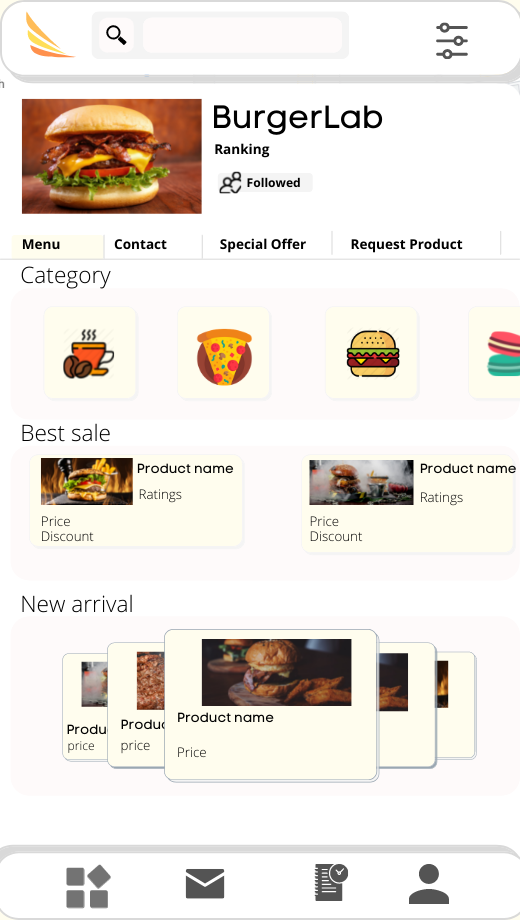 h
BurgerLab
Ranking
Followed
Menu Contact Special Offer Request Product
Category
Best sale
Product name
Ratings
Price
Discount
Product name
Ratings
Price
Discount
New arrival
Produ
price
Produc
price
Product name
Price